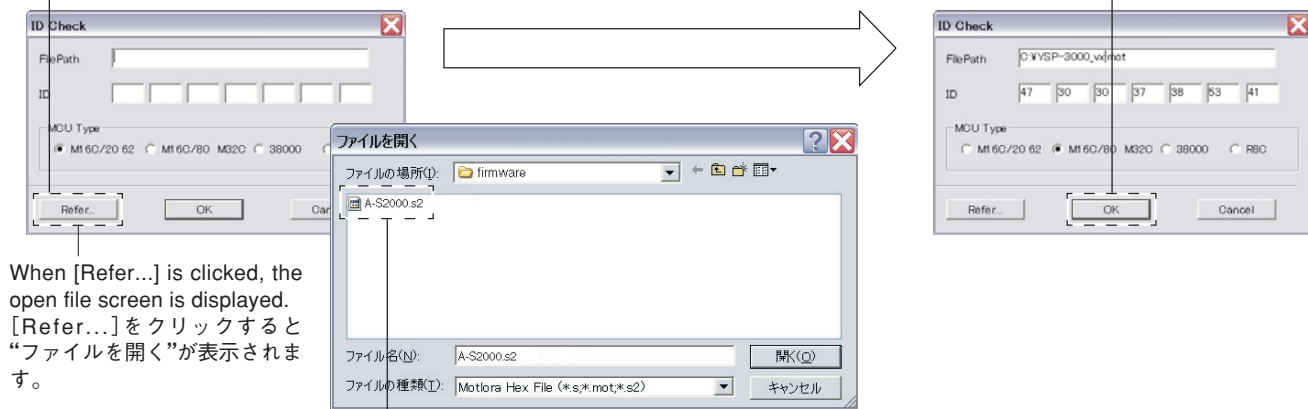 ID Check
FilePath
ID
MCU Type
M16C/20 62 M16C/80 M32C 38000
Refer... OK
When [Refer...] is clicked, the
open file screen is displayed.
[Refer...]をクリックすると
“ファイルを開く”が表示されま
す。
ファイルを開く
ファイルの場所(I): firmware
A-S2000.s2
ファイル名(N): A-S2000.s2 開く(O)
ファイルの種類(T): Motlora Hex File (*.s;*.mot;*.s2) キャンセル
ID Check
FilePath C:¥YSP-3000_vx.mot
ID 47 30 30 37 38 53 41
MCU Type
M16C/20 62 M16C/80 M32C 38000 R8C
Refer... OK Cancel